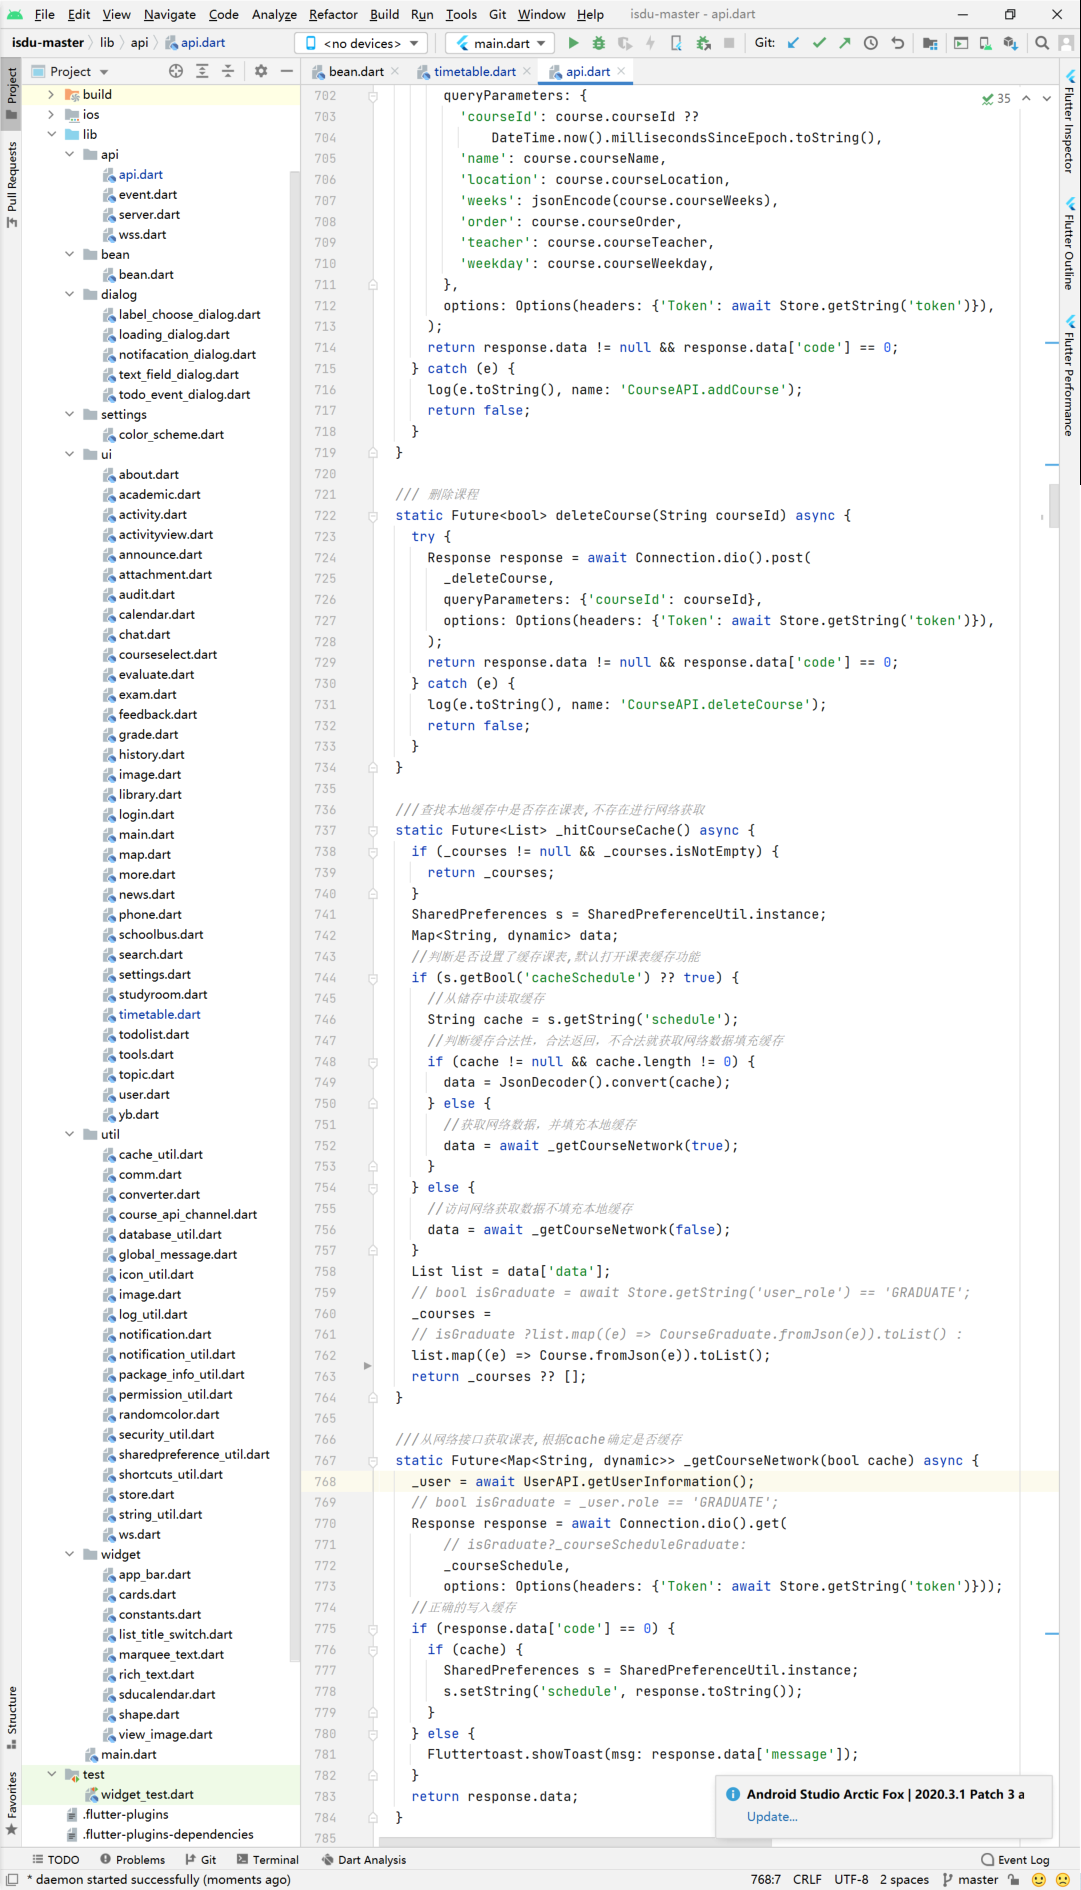 File Edit View Navigate Code Analyze Refactor Build Run Tools Git Window Help isdu-master - api.dart
isdu-master lib api api.dart <no devices> main.dart Git:
Project
bean.dart timetable.dart api.dart
Project
Pull Requests
Structure
Favorites
build
ios
lib
api
api.dart
event.dart
server.dart
wss.dart
bean
bean.dart
dialog
label_choose_dialog.dart
loading_dialog.dart
notifacation_dialog.dart
text_field_dialog.dart
todo_event_dialog.dart
settings
color_scheme.dart
ui
about.dart
academic.dart
activity.dart
activityview.dart
announce.dart
attachment.dart
audit.dart
calendar.dart
chat.dart
courseselect.dart
evaluate.dart
exam.dart
feedback.dart
grade.dart
history.dart
image.dart
library.dart
login.dart
main.dart
map.dart
more.dart
news.dart
phone.dart
schoolbus.dart
search.dart
settings.dart
studyroom.dart
timetable.dart
todolist.dart
tools.dart
topic.dart
user.dart
yb.dart
util
cache_util.dart
comm.dart
converter.dart
course_api_channel.dart
database_util.dart
global_message.dart
icon_util.dart
image.dart
log_util.dart
notification.dart
notification_util.dart
package_info_util.dart
permission_util.dart
randomcolor.dart
security_util.dart
sharedpreference_util.dart
shortcuts_util.dart
store.dart
string_util.dart
ws.dart
widget
app_bar.dart
cards.dart
constants.dart
list_title_switch.dart
marquee_text.dart
rich_text.dart
sducalendar.dart
shape.dart
view_image.dart
main.dart
test
widget_test.dart
.flutter-plugins
.flutter-plugins-dependencies
35
702 queryParameters: {
703 'courseId': course.courseId ??
704 DateTime.now().millisecondsSinceEpoch.toString(),
705 'name': course.courseName,
706 'location': course.courseLocation,
707 'weeks': jsonEncode(course.courseWeeks),
708 'order': course.courseOrder,
709 'teacher': course.courseTeacher,
710 'weekday': course.courseWeekday,
711 },
712 options: Options(headers: {'Token': await Store.getString('token')}),
713 );
714 return response.data != null && response.data['code'] == 0;
715 } catch (e) {
716 log(e.toString(), name: 'CourseAPI.addCourse');
717 return false;
718 }
719 }
720
721 /// 删除课程
722 static Future<bool> deleteCourse(String courseId) async {
723 try {
724 Response response = await Connection.dio().post(
725 _deleteCourse,
726 queryParameters: {'courseId': courseId},
727 options: Options(headers: {'Token': await Store.getString('token')}),
728 );
729 return response.data != null && response.data['code'] == 0;
730 } catch (e) {
731 log(e.toString(), name: 'CourseAPI.deleteCourse');
732 return false;
733 }
734 }
735
736 ///查找本地缓存中是否存在课表,不存在进行网络获取
737 static Future<List> _hitCourseCache() async {
738 if (_courses != null && _courses.isNotEmpty) {
739 return _courses;
740 }
741 SharedPreferences s = SharedPreferenceUtil.instance;
742 Map<String, dynamic> data;
743 //判断是否设置了缓存课表,默认打开课表缓存功能
744 if (s.getBool('cacheSchedule') ?? true) {
745 //从储存中读取缓存
746 String cache = s.getString('schedule');
747 //判断缓存合法性，合法返回，不合法就获取网络数据填充缓存
748 if (cache != null && cache.length != 0) {
749 data = JsonDecoder().convert(cache);
750 } else {
751 //获取网络数据，并填充本地缓存
752 data = await _getCourseNetwork(true);
753 }
754 } else {
755 //访问网络获取数据不填充本地缓存
756 data = await _getCourseNetwork(false);
757 }
758 List list = data['data'];
759 // bool isGraduate = await Store.getString('user_role') == 'GRADUATE';
760 _courses =
761 // isGraduate ?list.map((e) => CourseGraduate.fromJson(e)).toList() :
762 list.map((e) => Course.fromJson(e)).toList();
763 return _courses ?? [];
764 }
765
766 ///从网络接口获取课表,根据cache确定是否缓存
767 static Future<Map<String, dynamic>> _getCourseNetwork(bool cache) async {
768 _user = await UserAPI.getUserInformation();
769 // bool isGraduate = _user.role == 'GRADUATE';
770 Response response = await Connection.dio().get(
771 // isGraduate?_courseScheduleGraduate:
772 _courseSchedule,
773 options: Options(headers: {'Token': await Store.getString('token')}));
774 //正确的写入缓存
775 if (response.data['code'] == 0) {
776 if (cache) {
777 SharedPreferences s = SharedPreferenceUtil.instance;
778 s.setString('schedule', response.toString());
779 }
780 } else {
781 Fluttertoast.showToast(msg: response.data['message']);
782 }
783 return response.data;
784 }
785
Flutter Inspector
Flutter Outline
Flutter Performance
Android Studio Arctic Fox | 2020.3.1 Patch 3 a
Update...
TODO Problems Git Terminal Dart Analysis Event Log
* daemon started successfully (moments ago) 768:7 CRLF UTF-8 2 spaces master